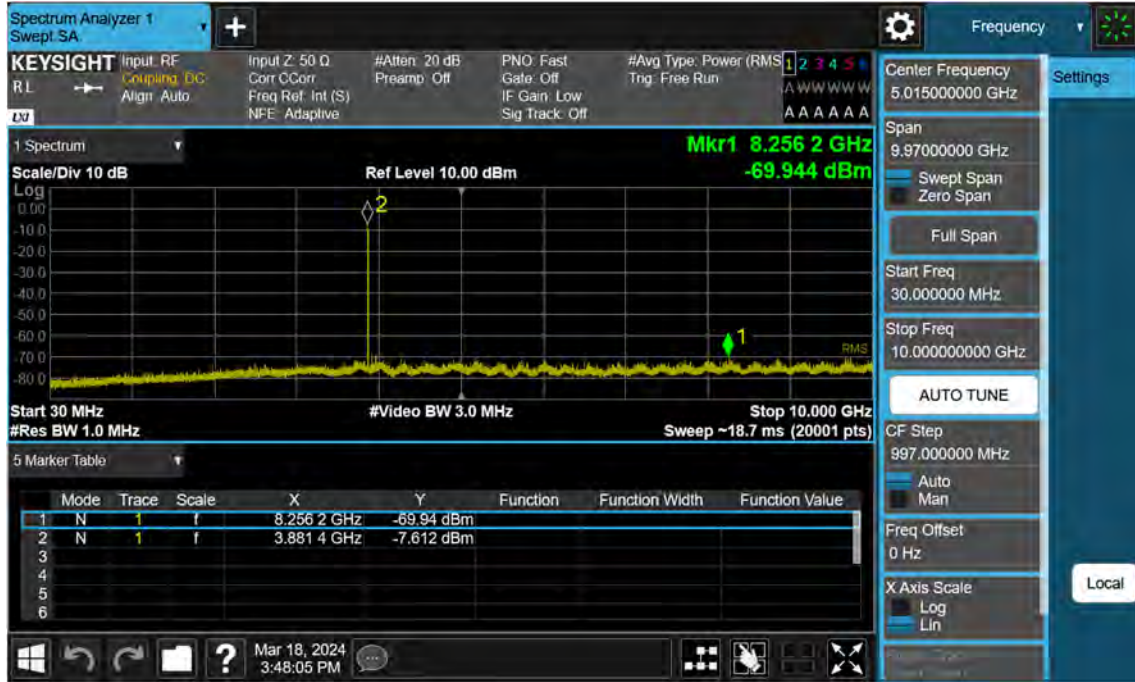 Spectrum Analyzer 1
Swept SA
Frequency
KEYSIGHT
RL
LXI
Input: RF
Coupling: DC
Align: Auto
Input Z: 50 Ω
Corr CCorr
Freq Ref: Int (S)
NFE: Adaptive
#Atten: 20 dB
Preamp: Off
PNO: Fast
Gate: Off
IF Gain: Low
Sig Track: Off
#Avg Type: Power (RMS
Trig: Free Run
1 2 3 4 5 6
A W W W W W
A A A A A A
1 Spectrum
Scale/Div 10 dB
Ref Level 10.00 dBm
Mkr1 8.256 2 GHz
-69.944 dBm
Log
0.00
-10.0
-20.0
-30.0
-40.0
-50.0
-60.0
-70.0
-80.0
2
1
RMS
Start 30 MHz
#Video BW 3.0 MHz
Stop 10.000 GHz
#Res BW 1.0 MHz
Sweep ~18.7 ms (20001 pts)
5 Marker Table
Mode Trace Scale X Y Function Function Width Function Value
1 N 1 f 8.256 2 GHz -69.94 dBm
2 N 1 f 3.881 4 GHz -7.612 dBm
3
4
5
6
?
Mar 18, 2024
3:48:05 PM
Center Frequency
5.015000000 GHz
Settings
Span
9.97000000 GHz
Swept Span
Zero Span
Full Span
Start Freq
30.000000 MHz
Stop Freq
10.000000000 GHz
AUTO TUNE
CF Step
997.000000 MHz
Auto
Man
Freq Offset
0 Hz
X Axis Scale
Log
Lin
Local